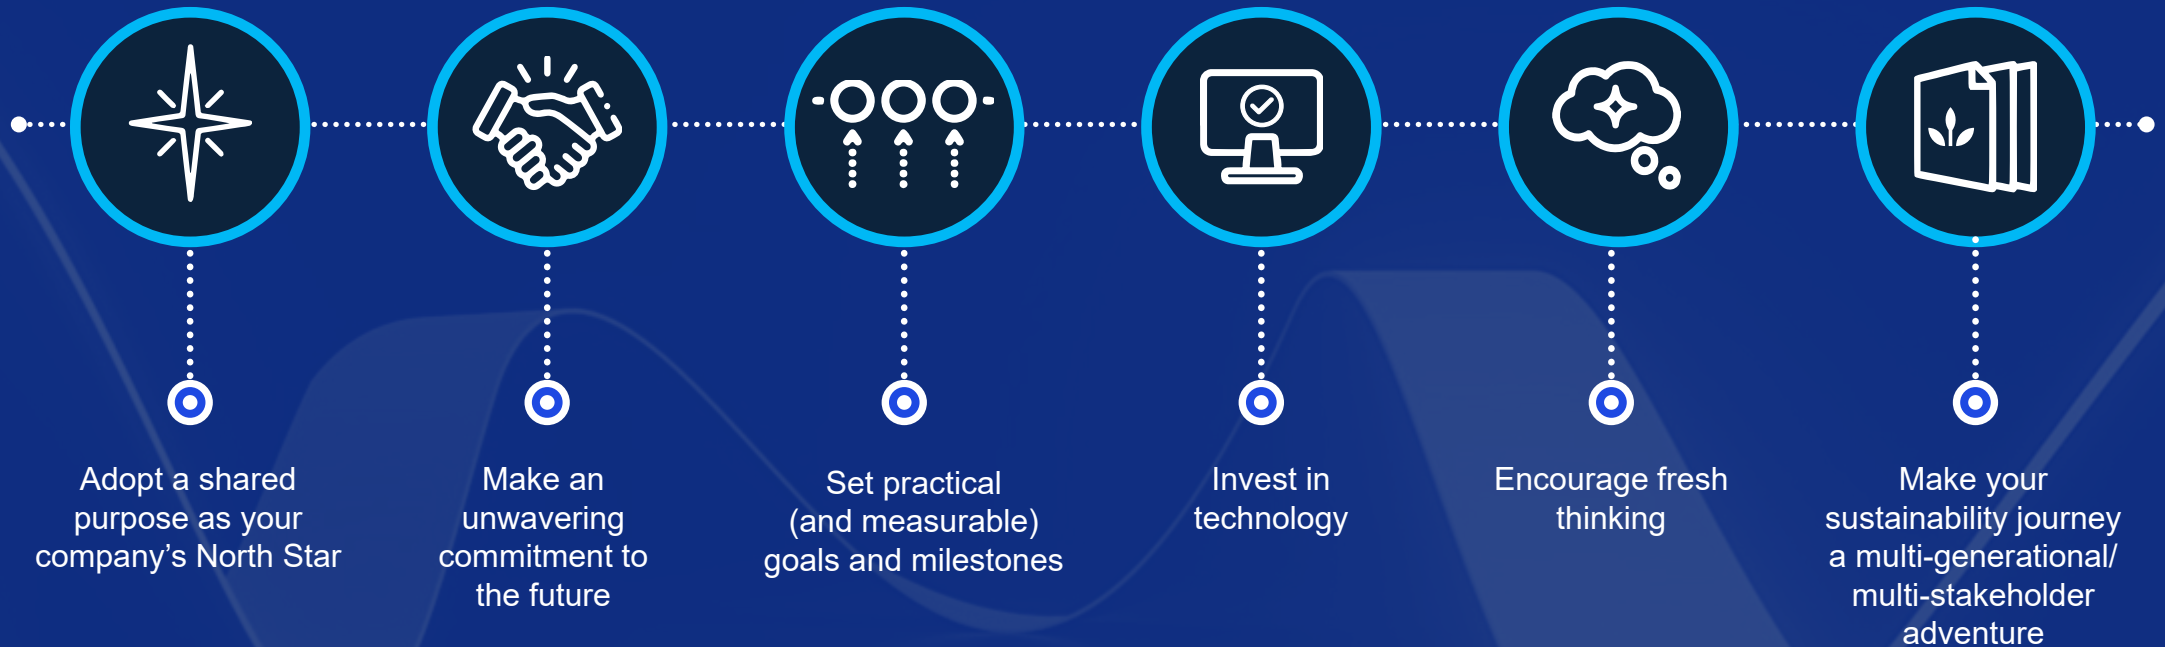 Adopt a shared
purpose as your
company’s North Star
Make an
unwavering
commitment to
the future
Set practical
(and measurable)
goals and milestones
Invest in
technology
Encourage fresh
thinking
Make your
sustainability journey
a multi-generational/
multi-stakeholder
adventure